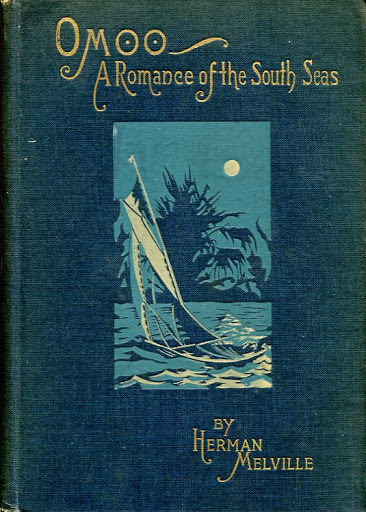 OMOO
A Romance of the South Seas
BY
HERMAN
MELVILLE